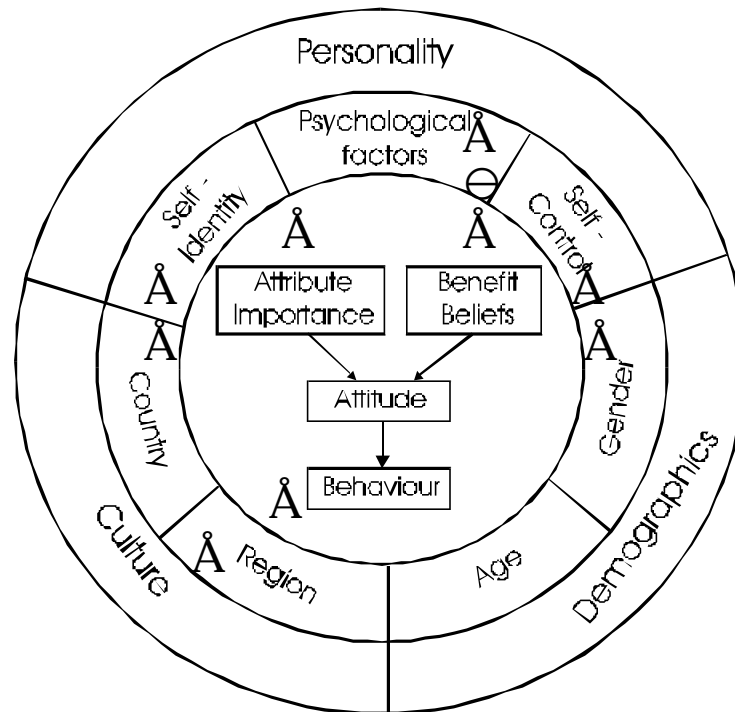 Personality
Psychological
factors
Å
Ө
Self -
Identity
Å
Self -
Control
Å
Å
Å
Attribute
Importance
Benefit
Beliefs
Å
Country
Å
Gender
Attitude
Behaviour
Å
Culture
Å
Region
Age
Demographics